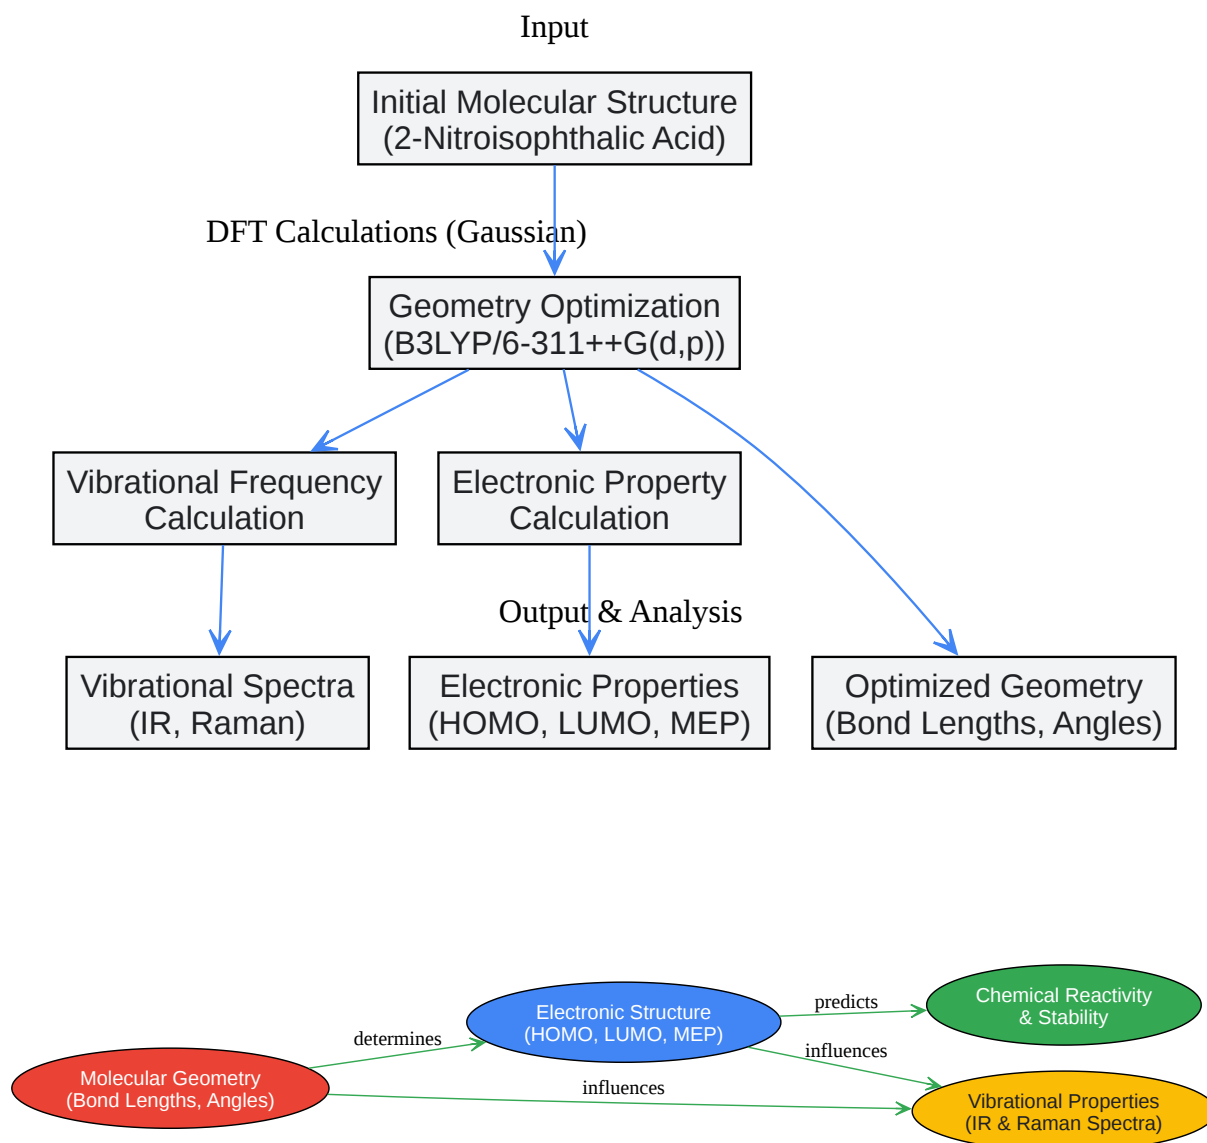 Input
Initial Molecular Structure
(2-Nitroisophthalic Acid)
DFT Calculations (Gaussian)
Geometry Optimization
(B3LYP/6-311++G(d,p))
Vibrational Frequency
Calculation
Electronic Property
Calculation
Output & Analysis
Vibrational Spectra
(IR, Raman)
Electronic Properties
(HOMO, LUMO, MEP)
Optimized Geometry
(Bond Lengths, Angles)
Molecular Geometry
(Bond Lengths, Angles)
determines
influences
Electronic Structure
(HOMO, LUMO, MEP)
predicts
influences
Chemical Reactivity
& Stability
Vibrational Properties
(IR & Raman Spectra)